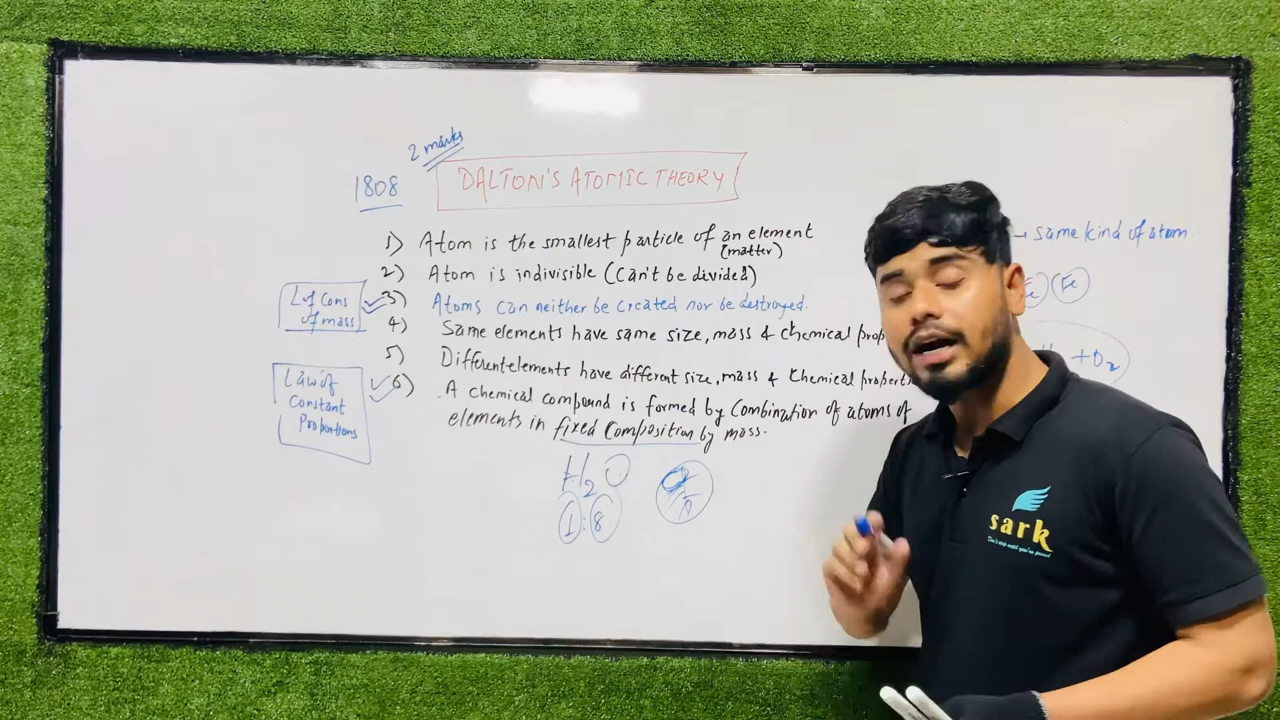 2 marks
1808
DALTON'S ATOMIC THEORY
1) Atom is the smallest particle of an element
(matter)
2) Atom is indivisible (Can't be divided)
L of Cons
of mass
3) Atoms can neither be created nor be destroyed.
4) Same elements have same size, mass & chemical prop
5) Different elements have different size, mass & chemical propert
Law of
Constant
Proportions
6) A chemical compound is formed by combination of atoms of
elements in fixed composition by mass.
H2O
1:8
→ same kind of atom
Fe
+ O2
sark